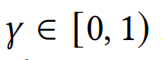 γ ∈ [0, 1)